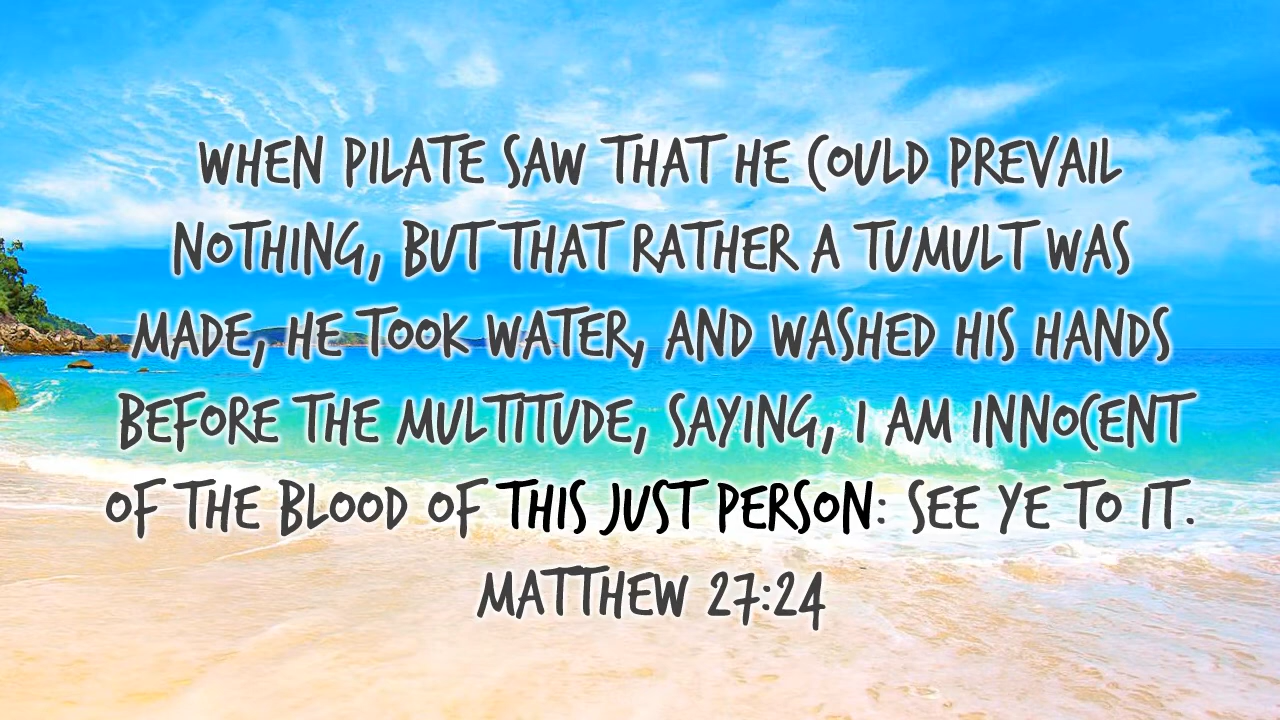 WHEN PILATE SAW THAT HE COULD PREVAIL
NOTHING, BUT THAT RATHER A TUMULT WAS
MADE, HE TOOK WATER, AND WASHED HIS HANDS
BEFORE THE MULTITUDE, SAYING, I AM INNOCENT
OF THE BLOOD OF THIS JUST PERSON: SEE YE TO IT.
MATTHEW 27:24